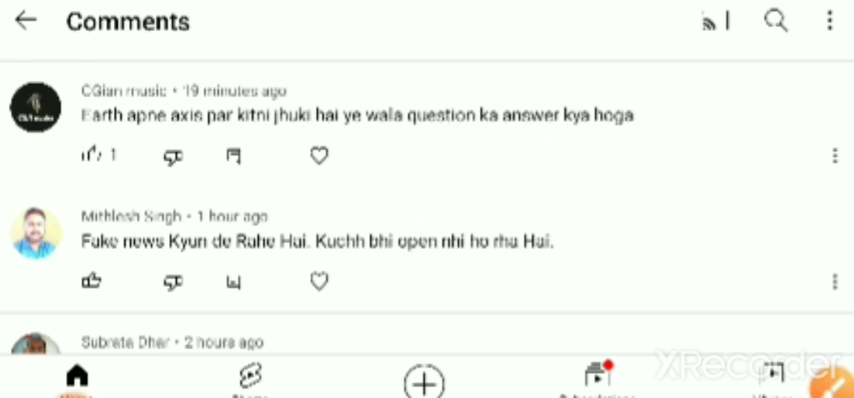 Comments
CGian music • 19 minutes ago
Earth apne axis par kitni jhuki hai ye wala question ka answer kya hoga
1
Mithlesh Singh • 1 hour ago
Fake news Kyun de Rahe Hai. Kuchh bhi open nhi ho rha Hai.
Subrata Dhar • 2 hours ago
XRecorder